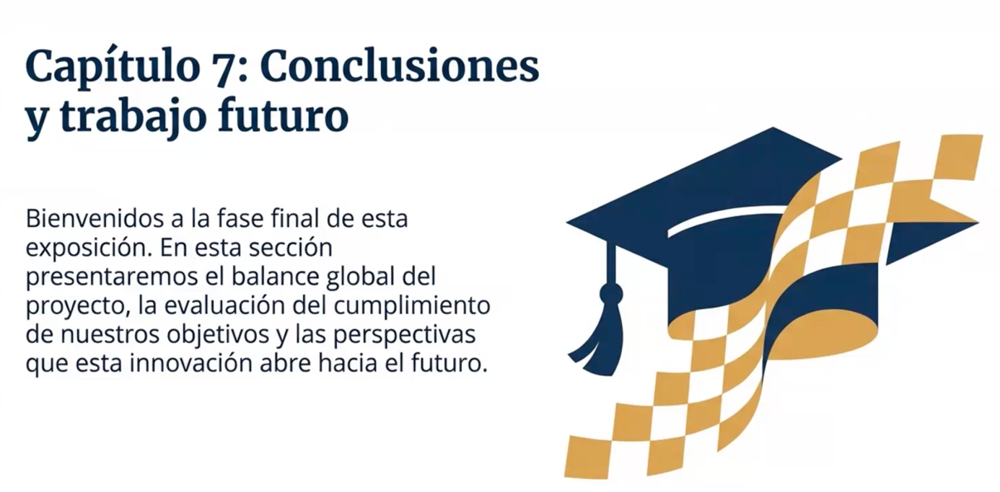 Capítulo 7: Conclusiones
y trabajo futuro
Bienvenidos a la fase final de esta
exposición. En esta sección
presentaremos el balance global del
proyecto, la evaluación del cumplimiento
de nuestros objetivos y las perspectivas
que esta innovación abre hacia el futuro.